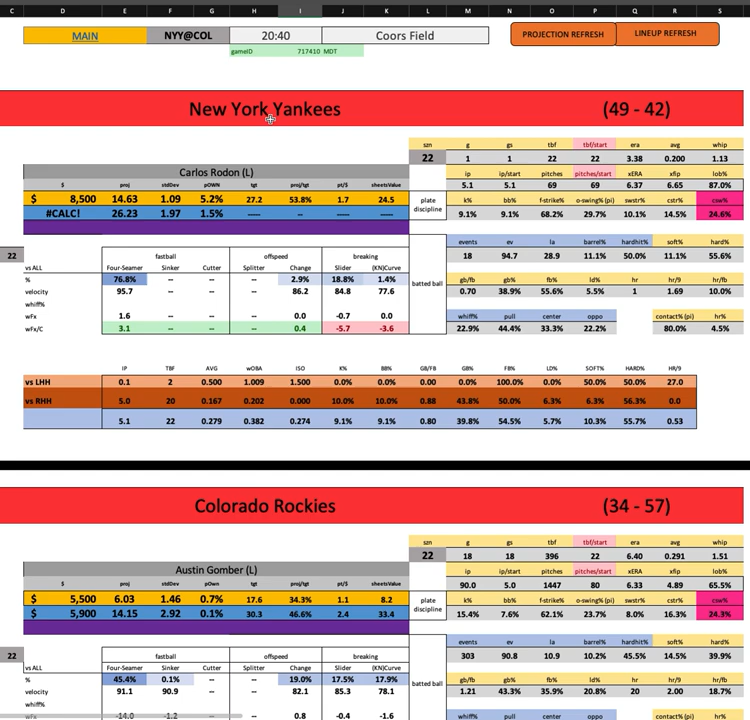 C D E F G H I J K L M N O P Q R S
MAIN NYY@COL 20:40 Coors Field PROJECTION REFRESH LINEUP REFRESH
gameID 717410 MDT
New York Yankees (49 - 42)
szn g gs tbf tbf/start era avg whip
22 1 1 22 22 3.38 0.200 1.13
Carlos Rodon (L) ip ip/start pitches pitches/start xERA xfip lob%
$ proj stdDev pOWN tgt proj/tgt pt/$ sheetsValue 5.1 5.1 69 69 6.37 6.65 87.0%
$ 8,500 14.63 1.09 5.2% 27.2 53.8% 1.7 24.5 plate discipline k% bb% f-strike% o-swing% (pi) swstr% cstr% csw%
#CALC! 26.23 1.97 1.5% ---- --- --- ---- 9.1% 9.1% 68.2% 29.7% 10.1% 14.5% 24.6%
22 fastball offspeed breaking batted ball events ev la barrel% hardhit% soft% hard%
vsALL Four-Seamer Sinker Cutter Splitter Change Slider (KN)Curve 18 94.7 28.9 11.1% 50.0% 11.1% 55.6%
% 76.8% -- -- -- 2.9% 18.8% 1.4% gb/fb gb% fb% ld% hr hr/9 hr/fb
velocity 95.7 -- -- -- 86.2 84.8 77.6 0.70 38.9% 55.6% 5.5% 1 1.69 10.0%
whiff%
wFx 1.6 -- -- -- 0.0 -0.7 0.0 whiff% pull center oppo contact% (pi) hr%
wFx/C 3.1 -- -- -- 0.4 -5.7 -3.6 22.9% 44.4% 33.3% 22.2% 80.0% 4.5%
IP TBF AVG wOBA ISO K% BB% GB/FB GB% FB% LD% SOFT% HARD% HR/9
vs LHH 0.1 2 0.500 1.009 1.500 0.0% 0.0% 0.00 0.0% 100.0% 0.0% 50.0% 50.0% 27.0
vs RHH 5.0 20 0.167 0.202 0.000 10.0% 10.0% 0.88 43.8% 50.0% 6.3% 6.3% 56.3% 0.0
5.1 22 0.279 0.382 0.274 9.1% 9.1% 0.80 39.8% 54.5% 5.7% 10.3% 55.7% 0.53
Colorado Rockies (34 - 57)
szn g gs tbf tbf/start era avg whip
22 18 18 396 22 6.40 0.291 1.51
Austin Gomber (L) ip ip/start pitches pitches/start xERA xfip lob%
$ proj stdDev pOwn tgt proj/tgt pt/$ sheetsValue 90.0 5.0 1447 80 6.33 4.89 65.5%
$ 5,500 6.03 1.46 0.7% 17.6 34.3% 1.1 8.2 plate discipline k% bb% f-strike% o-swing% (pi) swstr% cstr% csw%
$ 5,900 14.15 2.92 0.1% 30.3 46.6% 2.4 33.4 15.4% 7.6% 62.1% 23.7% 8.0% 16.3% 24.3%
22 fastball offspeed breaking batted ball events ev la barrel% hardhit% soft% hard%
vsALL Four-Seamer Sinker Cutter Splitter Change Slider (KN)Curve 303 90.8 10.9 10.2% 45.5% 14.5% 39.9%
% 45.4% 0.1% -- -- 19.0% 17.5% 17.9% gb/fb gb% fb% ld% hr hr/9 hr/fb
velocity 91.1 90.9 -- -- 82.1 85.3 78.1 1.21 43.3% 35.9% 20.8% 20 2.00 18.7%
whiff%
wFx -14.0 -1.2 -- -- 0.8 -0.4 -1.6 whiff% pull center oppo contact% (pi) hr%